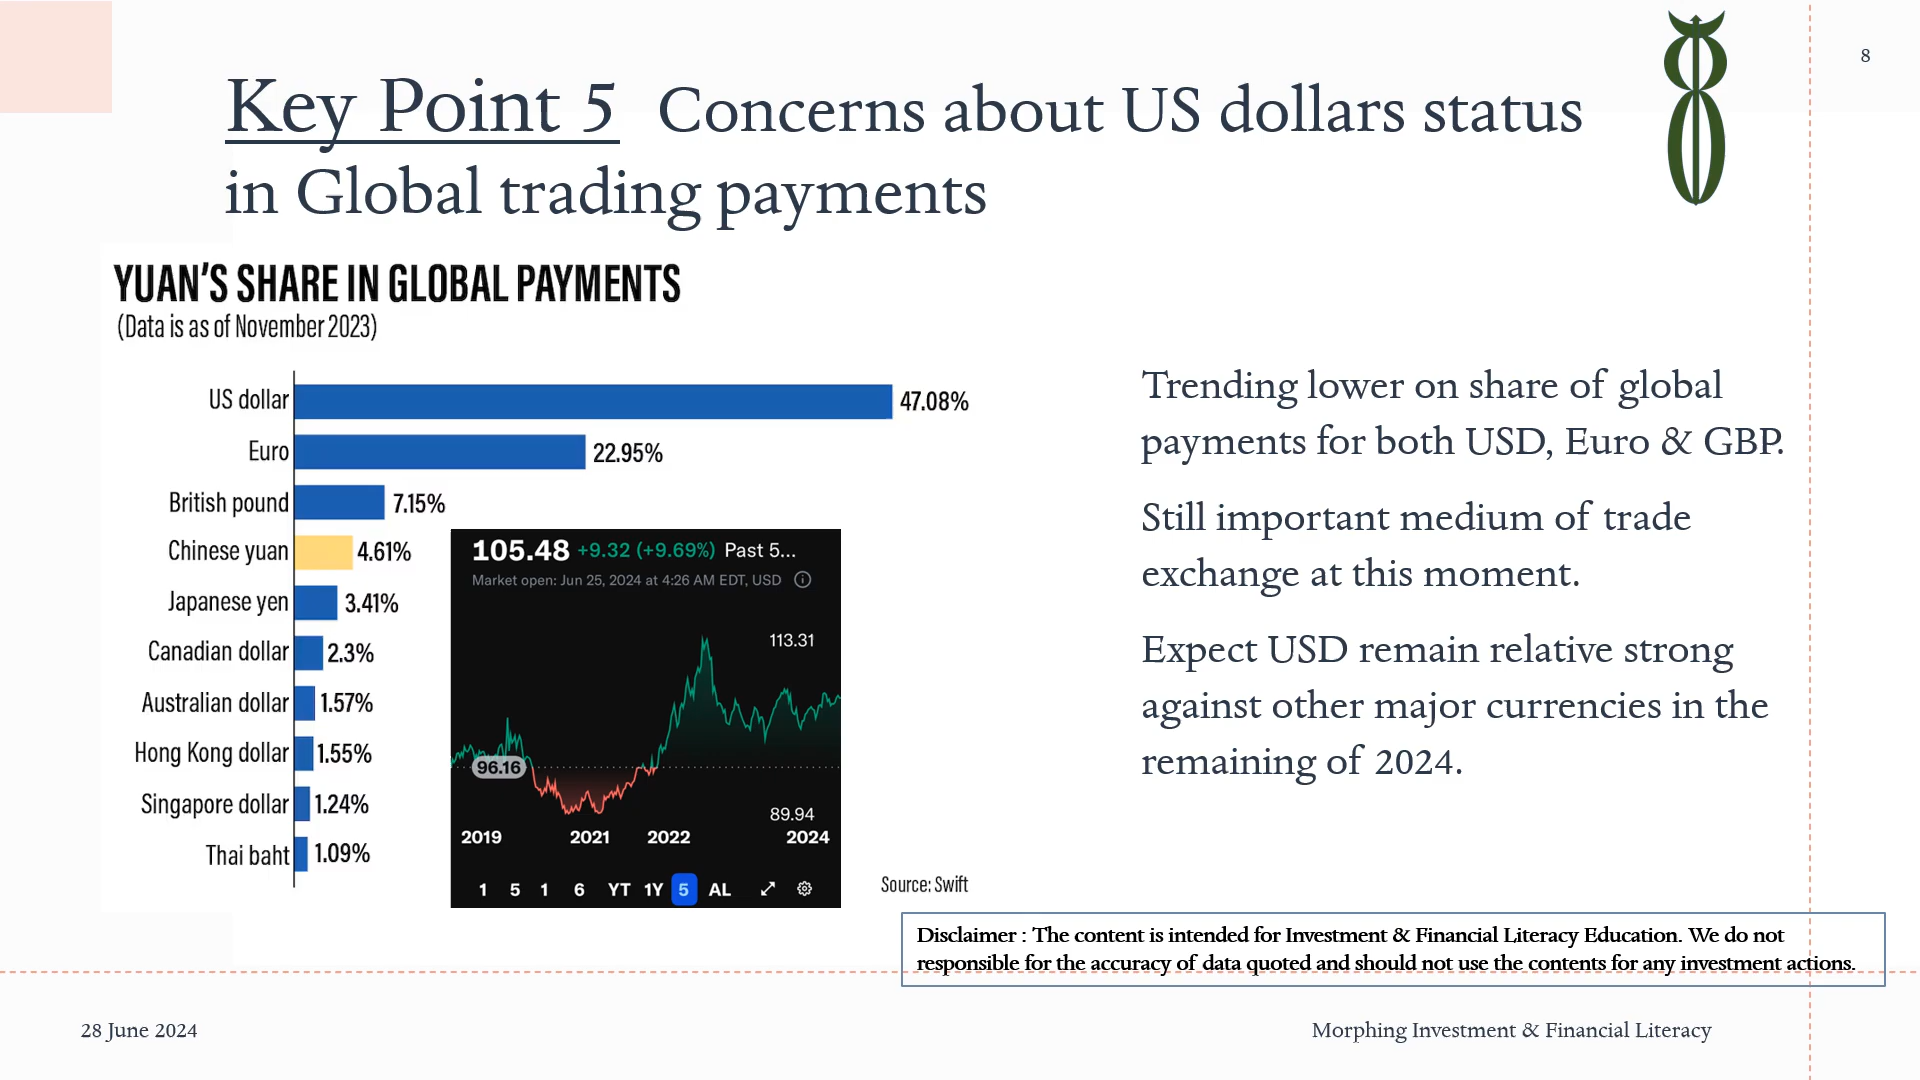 8
Key Point 5 Concerns about US dollars status
in Global trading payments
YUAN'S SHARE IN GLOBAL PAYMENTS
(Data is as of November 2023)
US dollar 47.08%
Euro 22.95%
British pound 7.15%
Chinese yuan 4.61%
Japanese yen 3.41%
Canadian dollar 2.3%
Australian dollar 1.57%
Hong Kong dollar 1.55%
Singapore dollar 1.24%
Thai baht 1.09%
105.48 +9.32 (+9.69%) Past 5...
Market open: Jun 25, 2024 at 4:26 AM EDT, USD
113.31
96.16
89.94
2019 2021 2022 2024
1 5 1 6 YT 1Y 5 AL
Source: Swift
Trending lower on share of global
payments for both USD, Euro & GBP.
Still important medium of trade
exchange at this moment.
Expect USD remain relative strong
against other major currencies in the
remaining of 2024.
Disclaimer : The content is intended for Investment & Financial Literacy Education. We do not
responsible for the accuracy of data quoted and should not use the contents for any investment actions.
28 June 2024
Morphing Investment & Financial Literacy